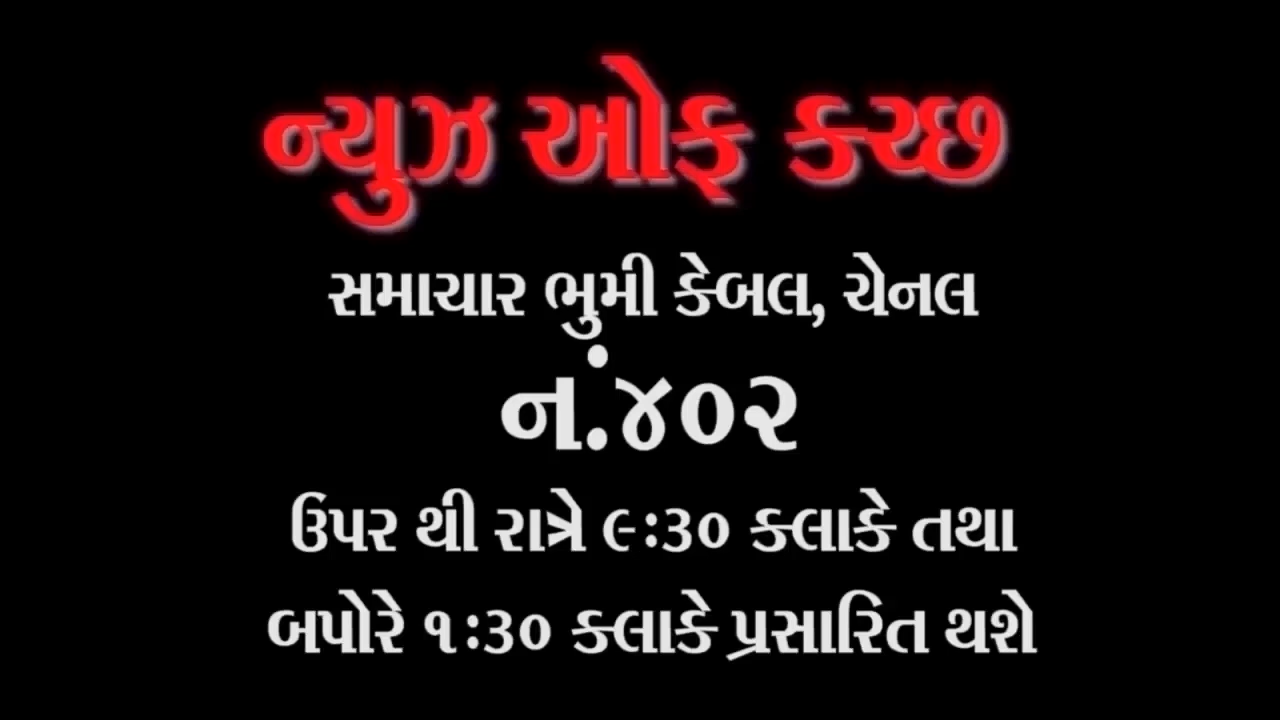 ન્યુઝ ઓફ કચ્છ
સમાચાર ભુમી કેબલ, ચેનલ
નં.૪૦૨
ઉપર થી રાત્રે ૯:૩૦ કલાકે તથા
બપોરે ૧:૩૦ કલાકે પ્રસારિત થશે